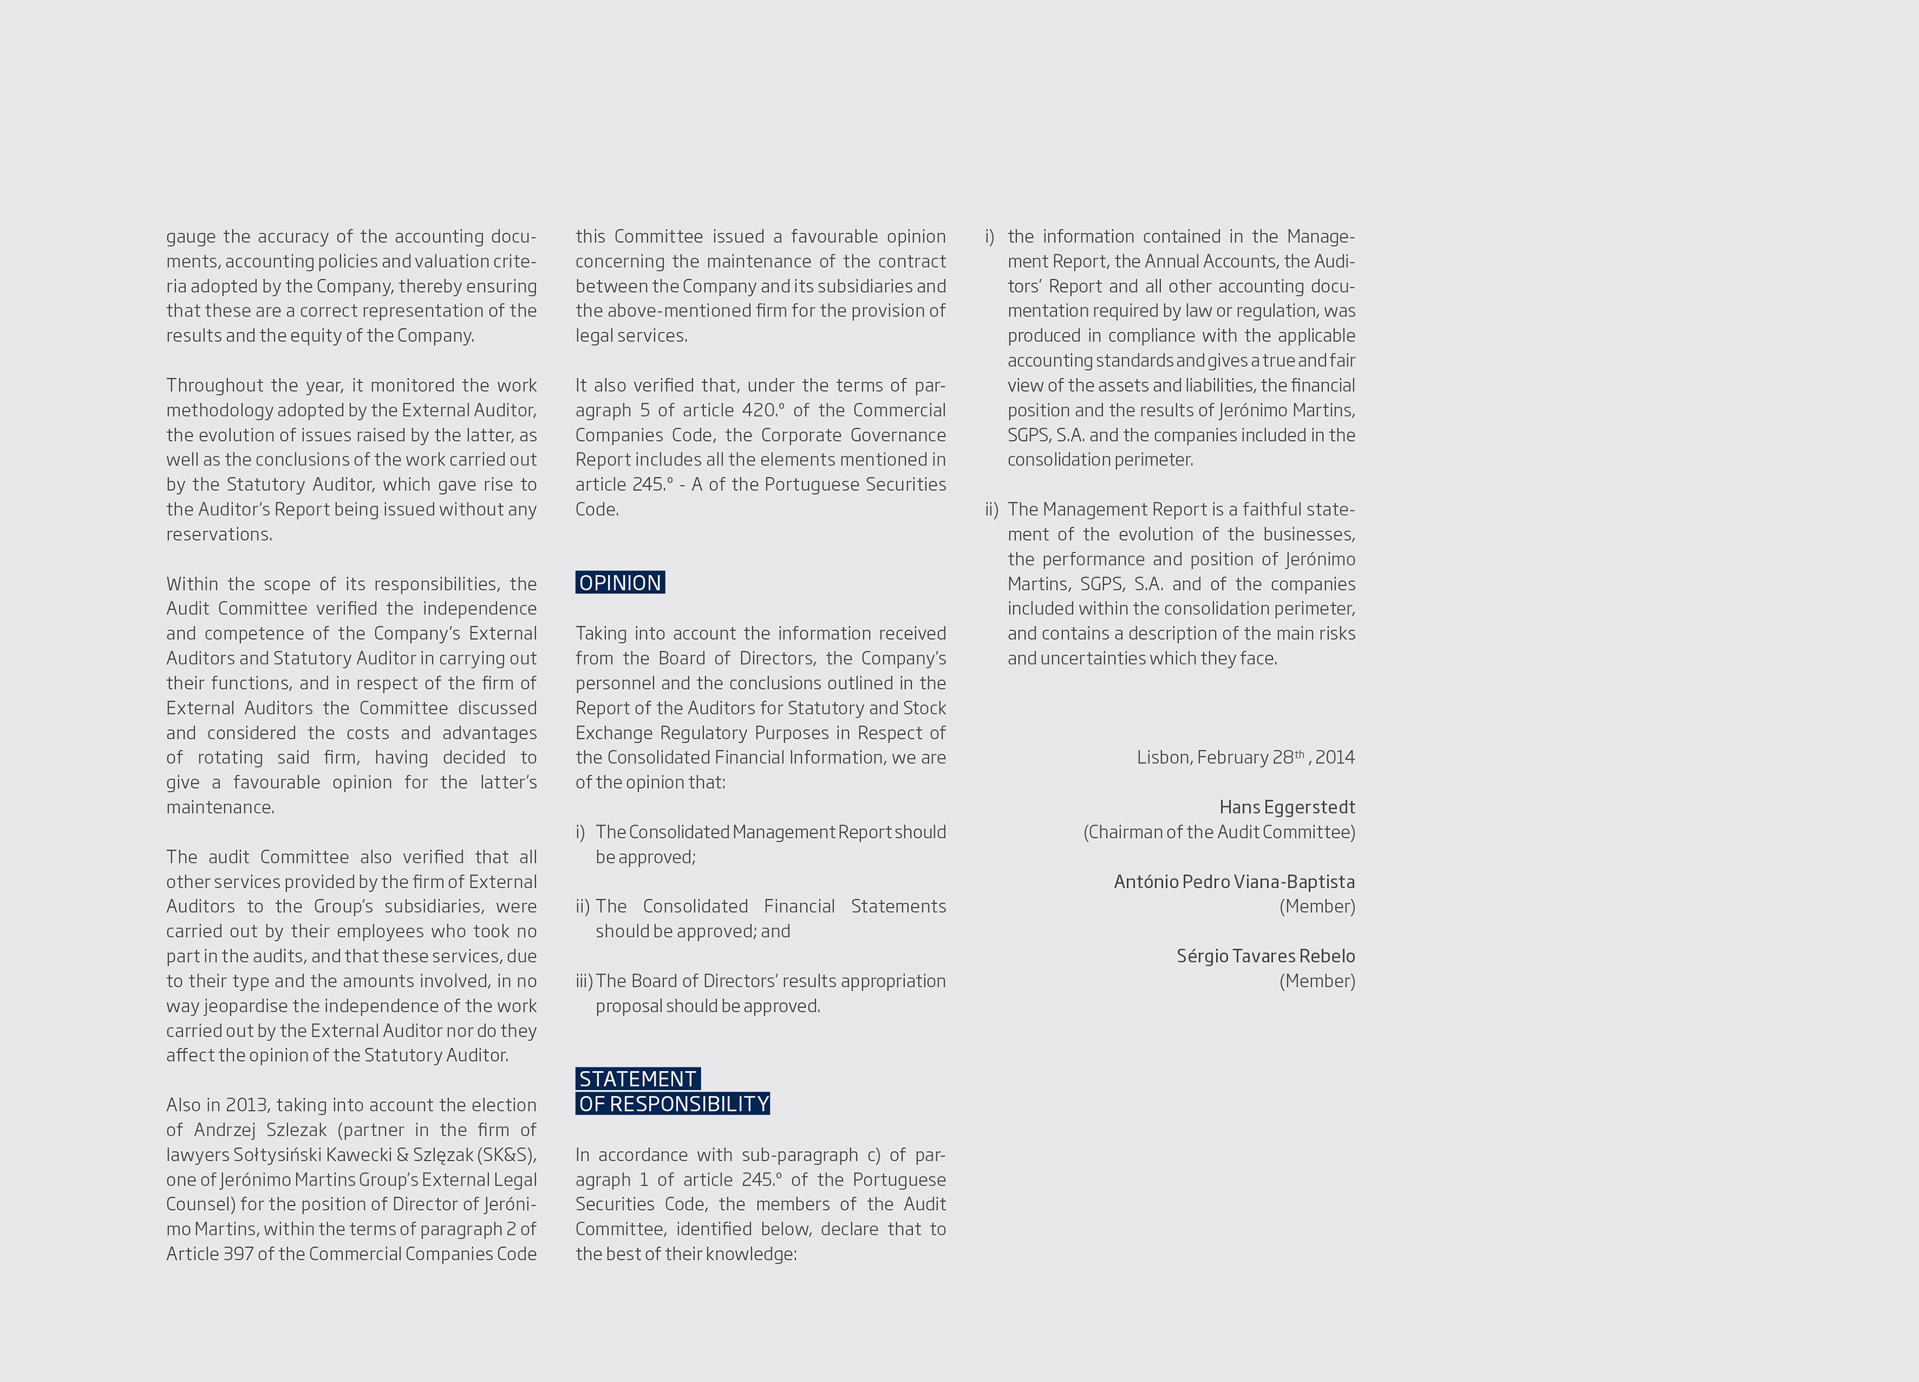 gauge the accuracy of the accounting docu-
ments, accounting policies and valuation crite-
ria adopted by the Company, thereby ensuring
that these are a correct representation of the
results and the equity of the Company.
Throughout the year, it monitored the work
methodology adopted by the External Auditor,
the evolution of issues raised by the latter, as
well as the conclusions of the work carried out
by the Statutory Auditor, which gave rise to
the Auditor's Report being issued without any
reservations.
Within the scope of its responsibilities, the
Audit Committee verified the independence
and competence of the Company's External
Auditors and Statutory Auditor in carrying out
their functions, and in respect of the firm of
External Auditors the Committee discussed
and considered the costs and advantages
of rotating said firm, having decided to
give a favourable opinion for the latter's
maintenance.
The audit Committee also verified that all
other services provided by the firm of External
Auditors to the Group's subsidiaries, were
carried out by their employees who took no
part in the audits, and that these services, due
to their type and the amounts involved, in no
way jeopardise the independence of the work
carried out by the External Auditor nor do they
affect the opinion of the Statutory Auditor.
Also in 2013, taking into account the election
of Andrzej Szlezak (partner in the firm of
lawyers Sołtysiński Kawecki & Szlęzak (SK&S),
one of Jerónimo Martins Group's External Legal
Counsel) for the position of Director of Jeróni-
mo Martins, within the terms of paragraph 2 of
Article 397 of the Commercial Companies Code
this Committee issued a favourable opinion
concerning the maintenance of the contract
between the Company and its subsidiaries and
the above-mentioned firm for the provision of
legal services.
It also verified that, under the terms of par-
agraph 5 of article 420.º of the Commercial
Companies Code, the Corporate Governance
Report includes all the elements mentioned in
article 245.º - A of the Portuguese Securities
Code.
OPINION
Taking into account the information received
from the Board of Directors, the Company's
personnel and the conclusions outlined in the
Report of the Auditors for Statutory and Stock
Exchange Regulatory Purposes in Respect of
the Consolidated Financial Information, we are
of the opinion that:
i) The Consolidated Management Report should
be approved;
ii) The Consolidated Financial Statements
should be approved; and
iii) The Board of Directors' results appropriation
proposal should be approved.
STATEMENT
OF RESPONSIBILITY
In accordance with sub-paragraph c) of par-
agraph 1 of article 245.º of the Portuguese
Securities Code, the members of the Audit
Committee, identified below, declare that to
the best of their knowledge:
i) the information contained in the Manage-
ment Report, the Annual Accounts, the Audi-
tors' Report and all other accounting docu-
mentation required by law or regulation, was
produced in compliance with the applicable
accounting standards and gives a true and fair
view of the assets and liabilities, the financial
position and the results of Jerónimo Martins,
SGPS, S.A. and the companies included in the
consolidation perimeter.
ii) The Management Report is a faithful state-
ment of the evolution of the businesses,
the performance and position of Jerónimo
Martins, SGPS, S.A. and of the companies
included within the consolidation perimeter,
and contains a description of the main risks
and uncertainties which they face.
Lisbon, February 28th , 2014
Hans Eggerstedt
(Chairman of the Audit Committee)
António Pedro Viana-Baptista
(Member)
Sérgio Tavares Rebelo
(Member)